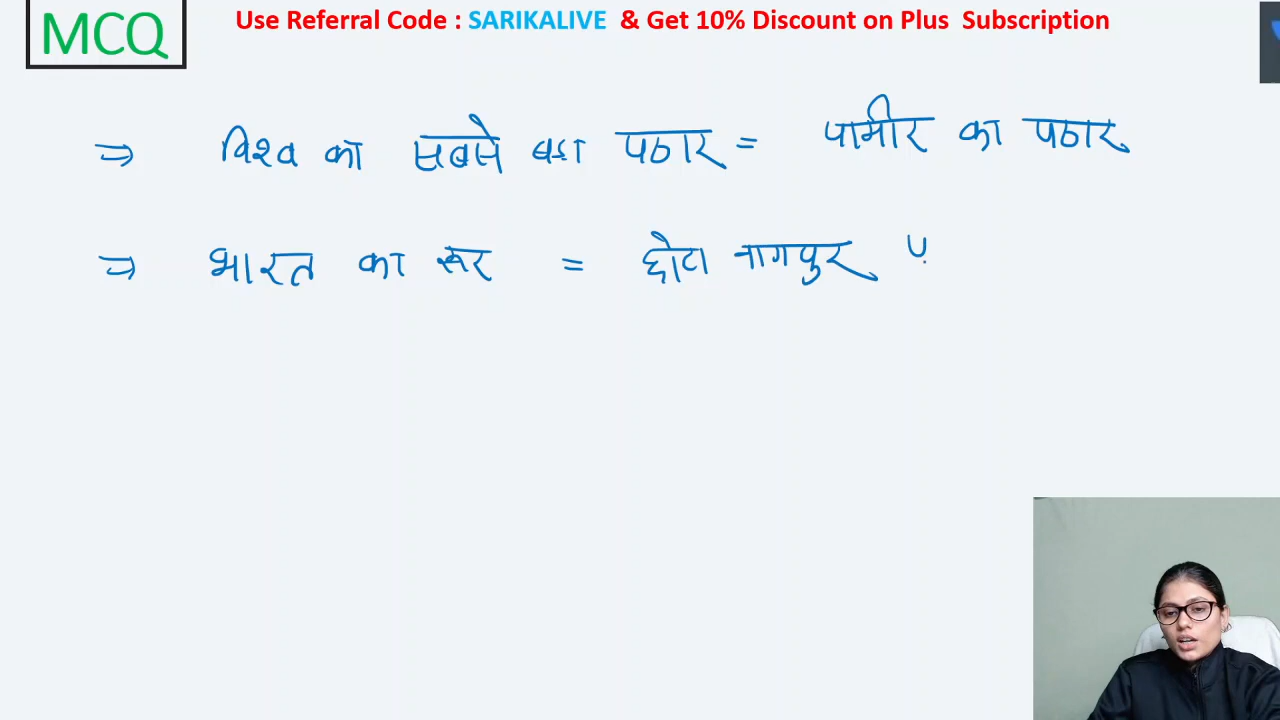 MCQ
Use Referral Code : SARIKALIVE & Get 10% Discount on Plus Subscription
⇒ विश्व का सबसे बडा पठार = पामीर का पठार
⇒ भारत का रूर = छोटा नागपुर प